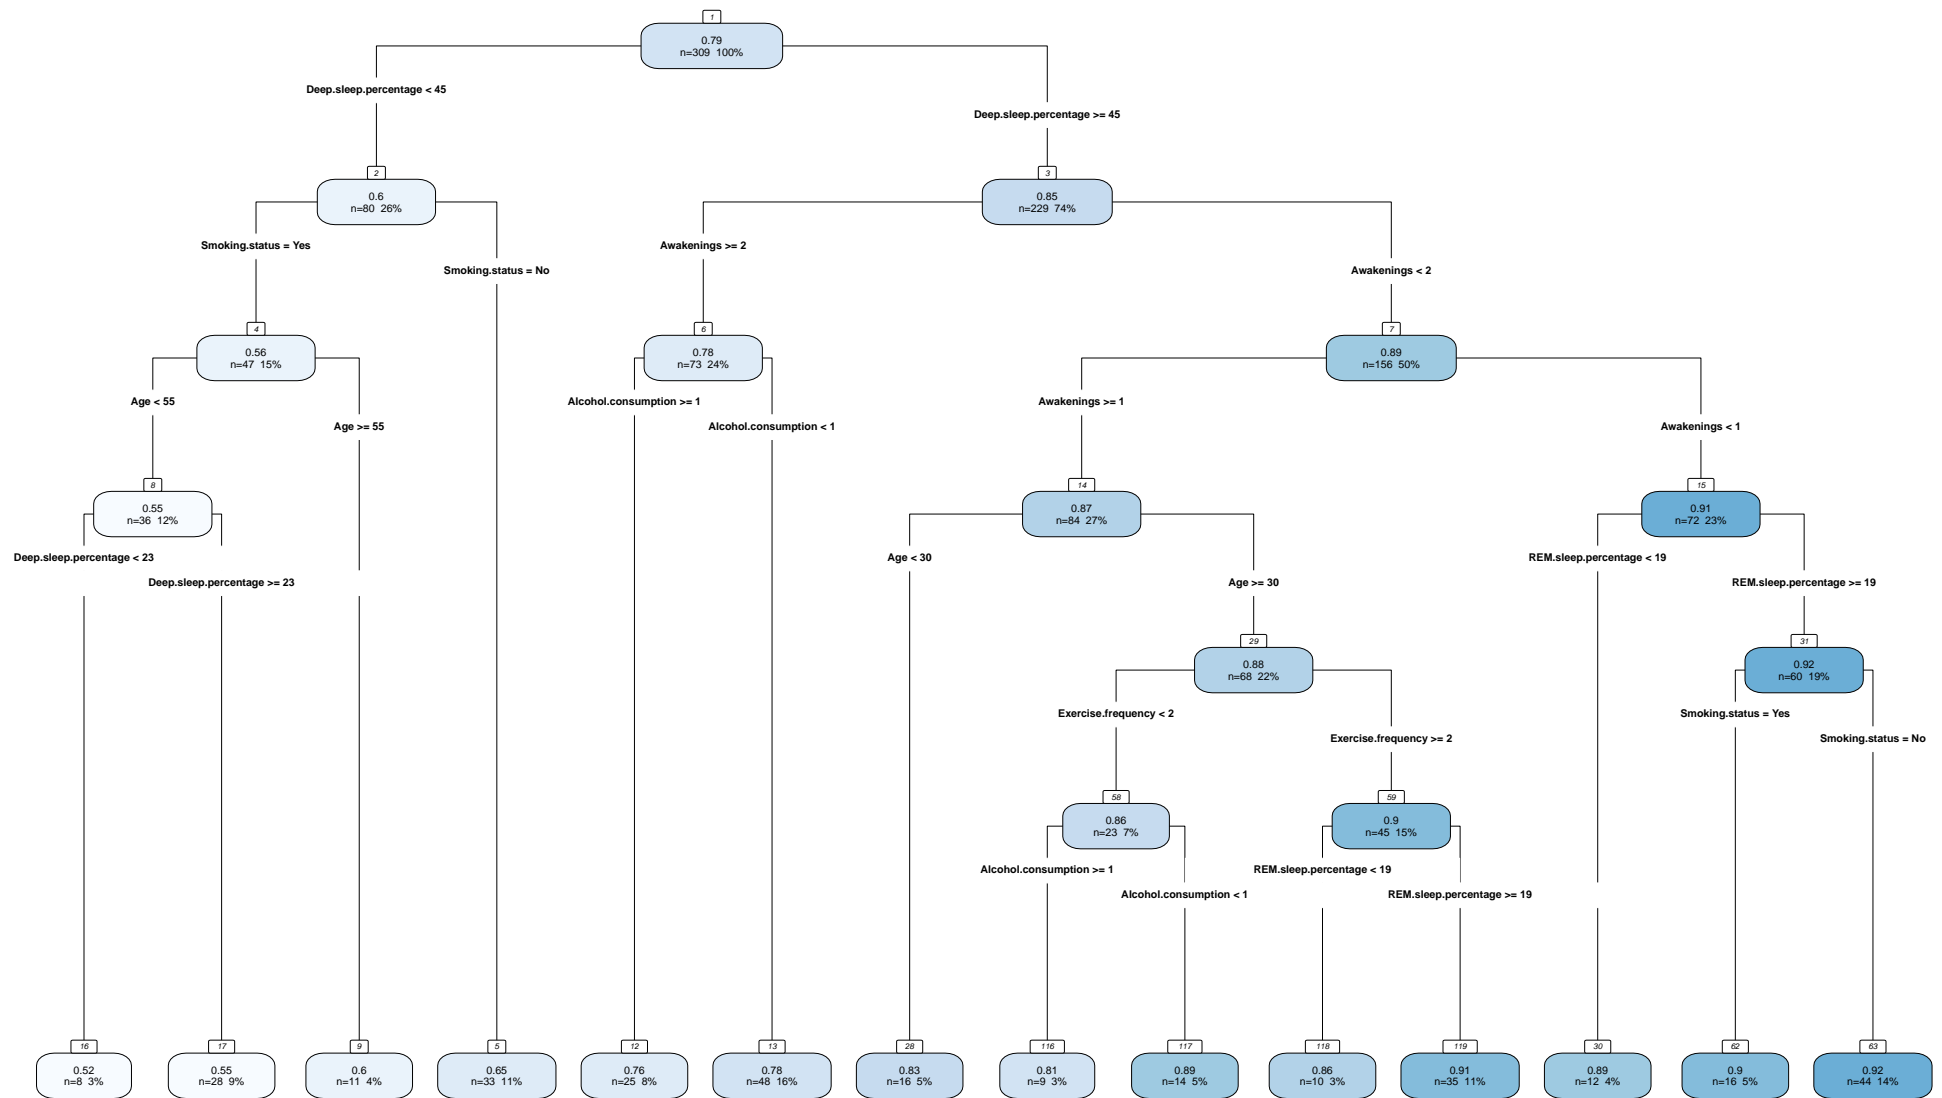 1
0.79
n=309 100%
Deep.sleep.percentage < 45
Deep.sleep.percentage >= 45
2
0.6
n=80 26%
3
0.85
n=229 74%
Smoking.status = Yes
Smoking.status = No
Awakenings >= 2
Awakenings < 2
4
0.56
n=47 15%
6
0.78
n=73 24%
7
0.89
n=156 50%
Age < 55
Age >= 55
Alcohol.consumption >= 1
Alcohol.consumption < 1
Awakenings >= 1
Awakenings < 1
8
0.55
n=36 12%
14
0.87
n=84 27%
15
0.91
n=72 23%
Deep.sleep.percentage < 23
Deep.sleep.percentage >= 23
Age < 30
Age >= 30
REM.sleep.percentage < 19
REM.sleep.percentage >= 19
29
0.88
n=68 22%
31
0.92
n=60 19%
Exercise.frequency < 2
Exercise.frequency >= 2
Smoking.status = Yes
Smoking.status = No
58
0.86
n=23 7%
59
0.9
n=45 15%
Alcohol.consumption >= 1
Alcohol.consumption < 1
REM.sleep.percentage < 19
REM.sleep.percentage >= 19
16
0.52
n=8 3%
17
0.55
n=28 9%
9
0.6
n=11 4%
5
0.65
n=33 11%
12
0.76
n=25 8%
13
0.78
n=48 16%
28
0.83
n=16 5%
116
0.81
n=9 3%
117
0.89
n=14 5%
118
0.86
n=10 3%
119
0.91
n=35 11%
30
0.89
n=12 4%
62
0.9
n=16 5%
63
0.92
n=44 14%